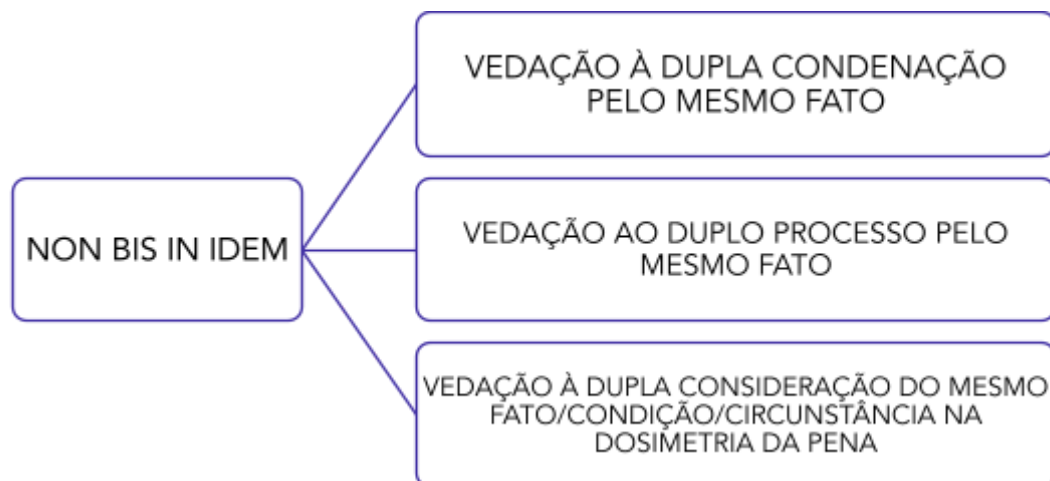 NON BIS IN IDEM
VEDAÇÃO À DUPLA CONDENAÇÃO
PELO MESMO FATO
VEDAÇÃO AO DUPLO PROCESSO PELO
MESMO FATO
VEDAÇÃO À DUPLA CONSIDERAÇÃO DO MESMO
FATO/CONDIÇÃO/CIRCUNSTÂNCIA NA
DOSIMETRIA DA PENA